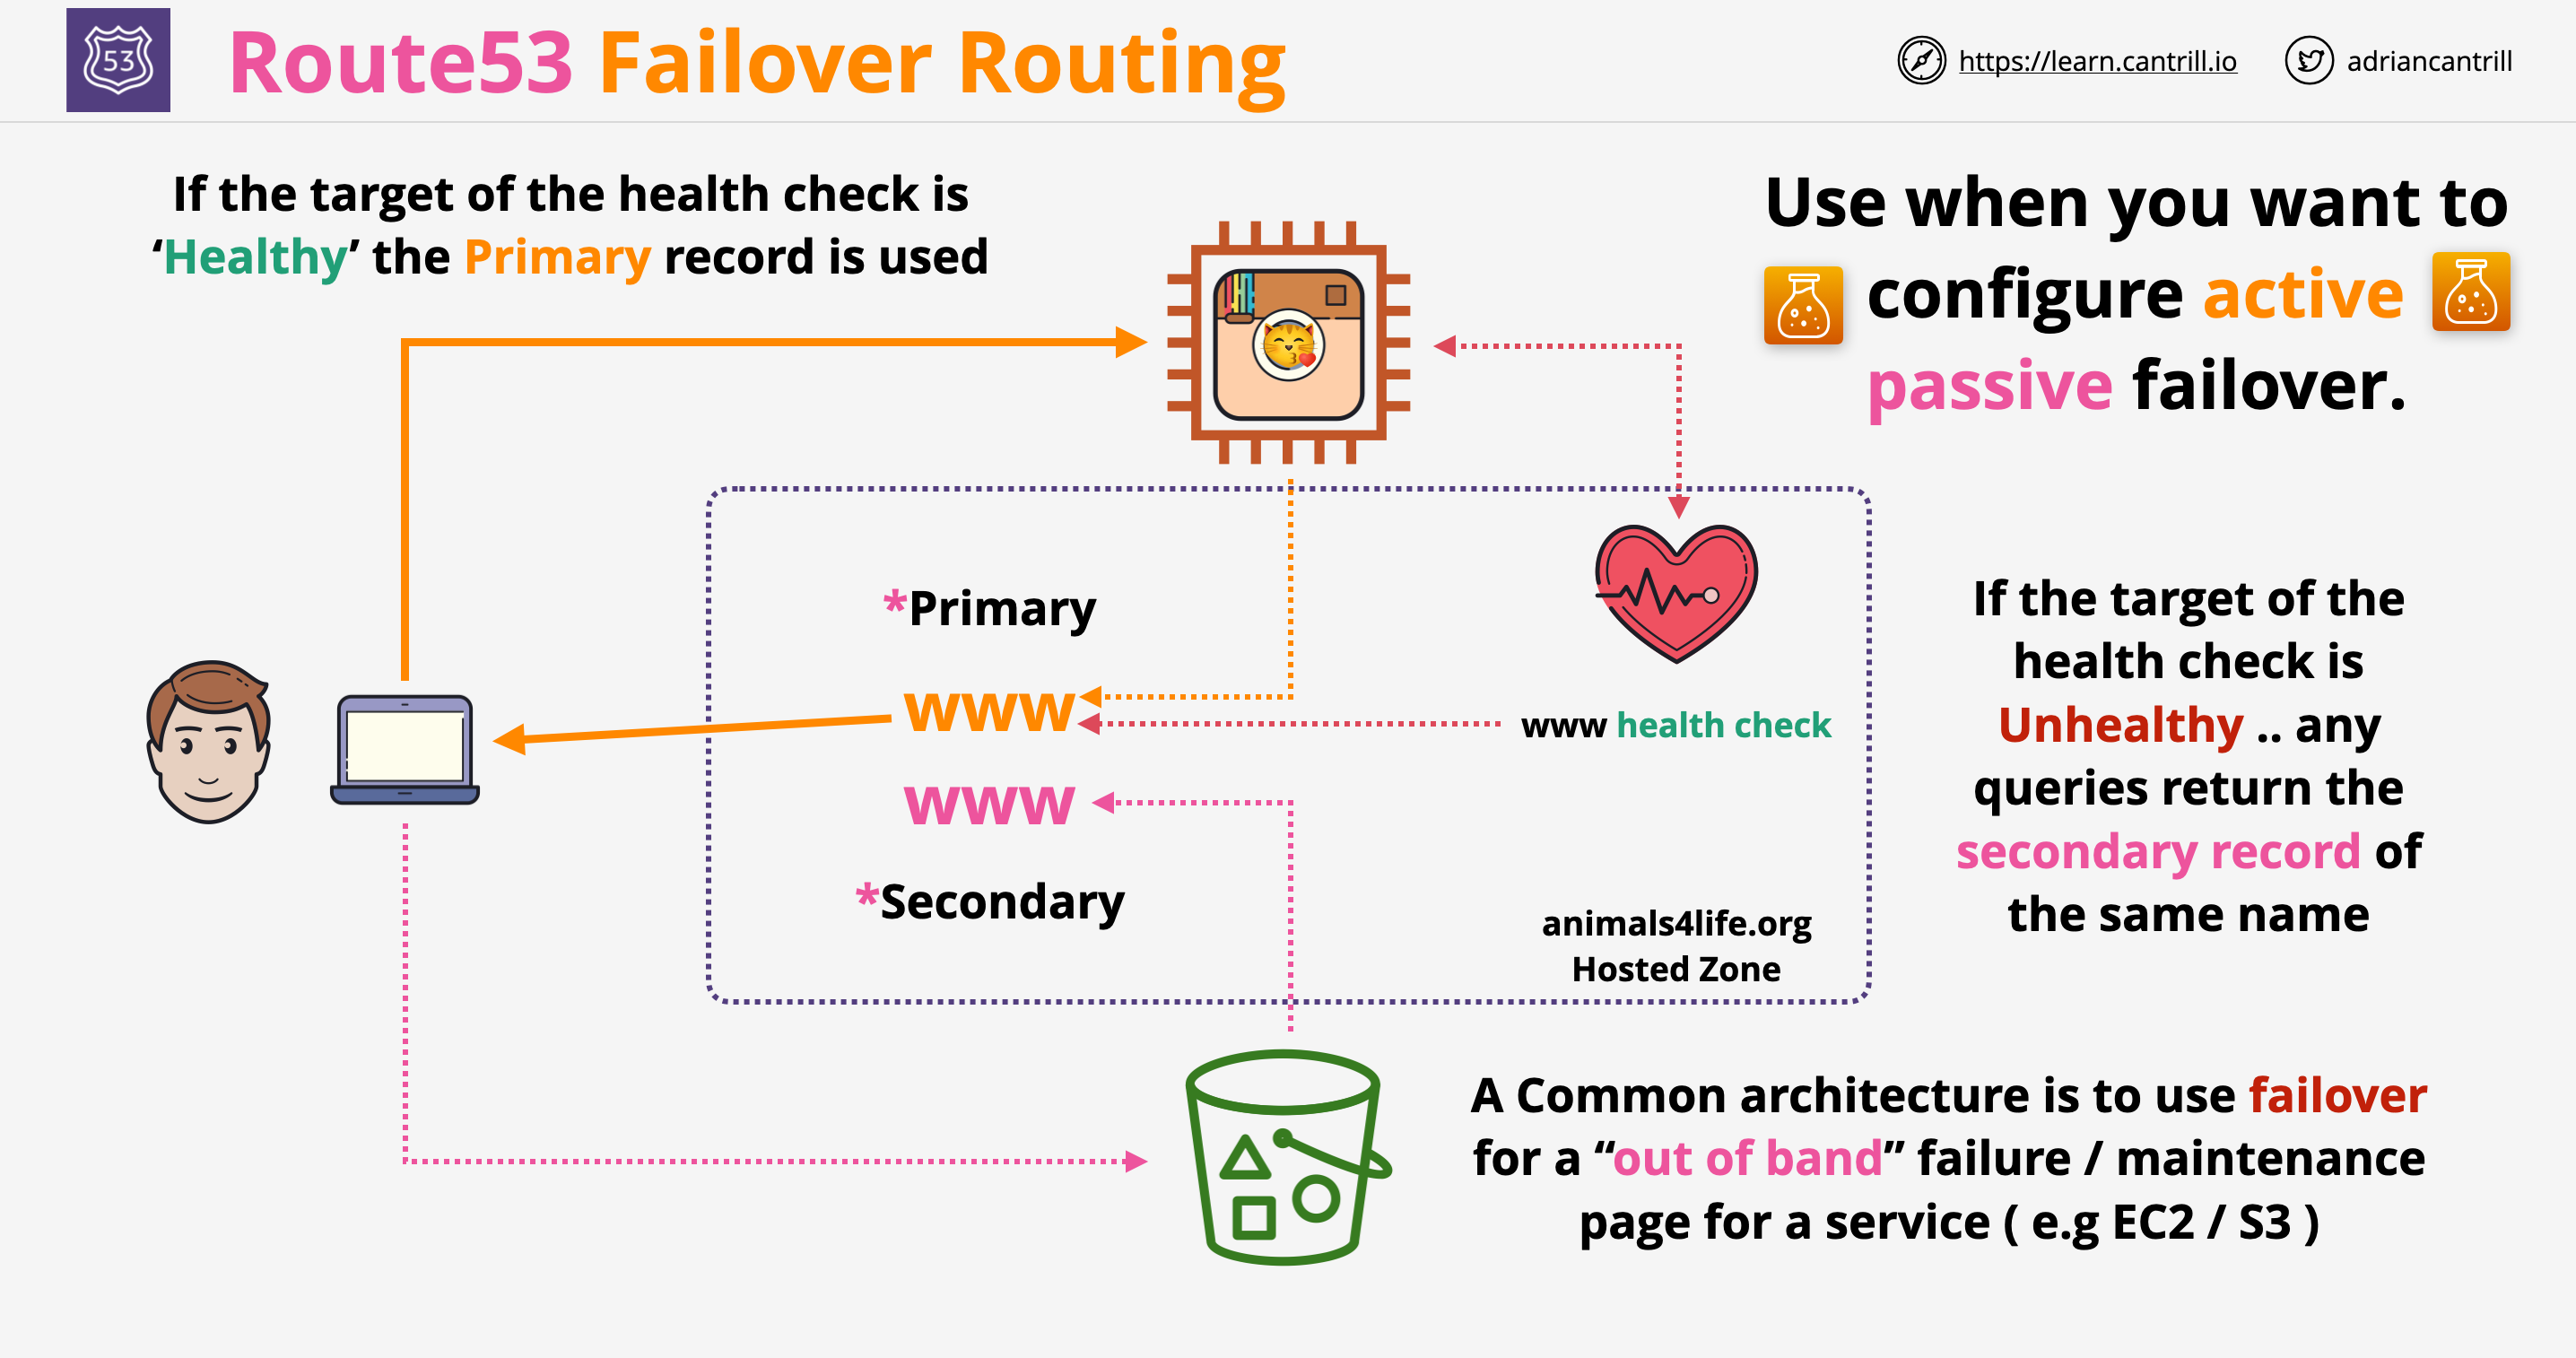 53
Route53 Failover Routing
https://learn.cantrill.io
adriancantrill
If the target of the health check is
‘Healthy’ the Primary record is used
Use when you want to
configure active
passive failover.
*Primary
www
www health check
www
*Secondary
animals4life.org
Hosted Zone
If the target of the
health check is
Unhealthy .. any
queries return the
secondary record of
the same name
A Common architecture is to use failover
for a “out of band” failure / maintenance
page for a service ( e.g EC2 / S3 )